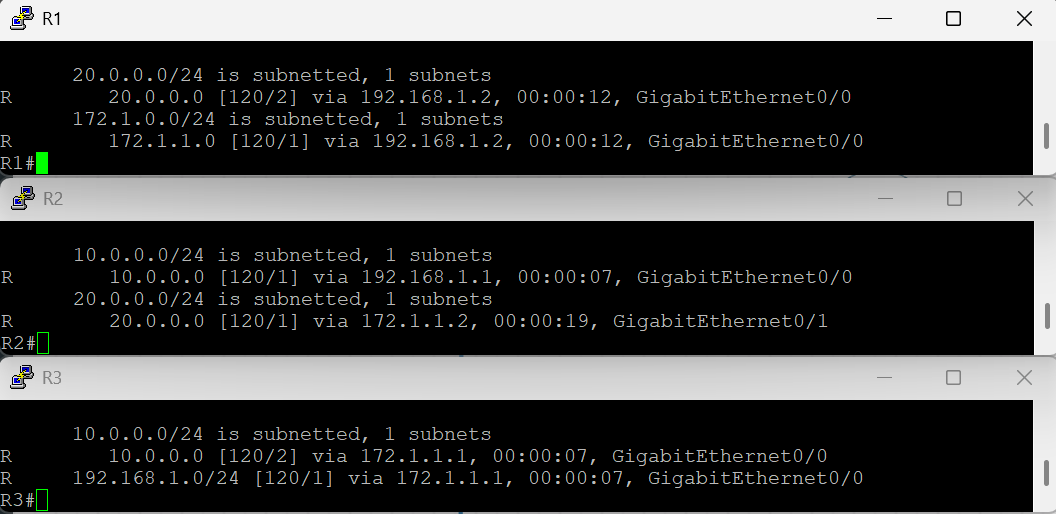 R1
20.0.0.0/24 is subnetted, 1 subnets
R        20.0.0.0 [120/2] via 192.168.1.2, 00:00:12, GigabitEthernet0/0
172.1.0.0/24 is subnetted, 1 subnets
R        172.1.1.0 [120/1] via 192.168.1.2, 00:00:12, GigabitEthernet0/0
R1#
R2
10.0.0.0/24 is subnetted, 1 subnets
R        10.0.0.0 [120/1] via 192.168.1.1, 00:00:07, GigabitEthernet0/0
20.0.0.0/24 is subnetted, 1 subnets
R        20.0.0.0 [120/1] via 172.1.1.2, 00:00:19, GigabitEthernet0/1
R2#
R3
10.0.0.0/24 is subnetted, 1 subnets
R        10.0.0.0 [120/2] via 172.1.1.1, 00:00:07, GigabitEthernet0/0
R     192.168.1.0/24 [120/1] via 172.1.1.1, 00:00:07, GigabitEthernet0/0
R3#